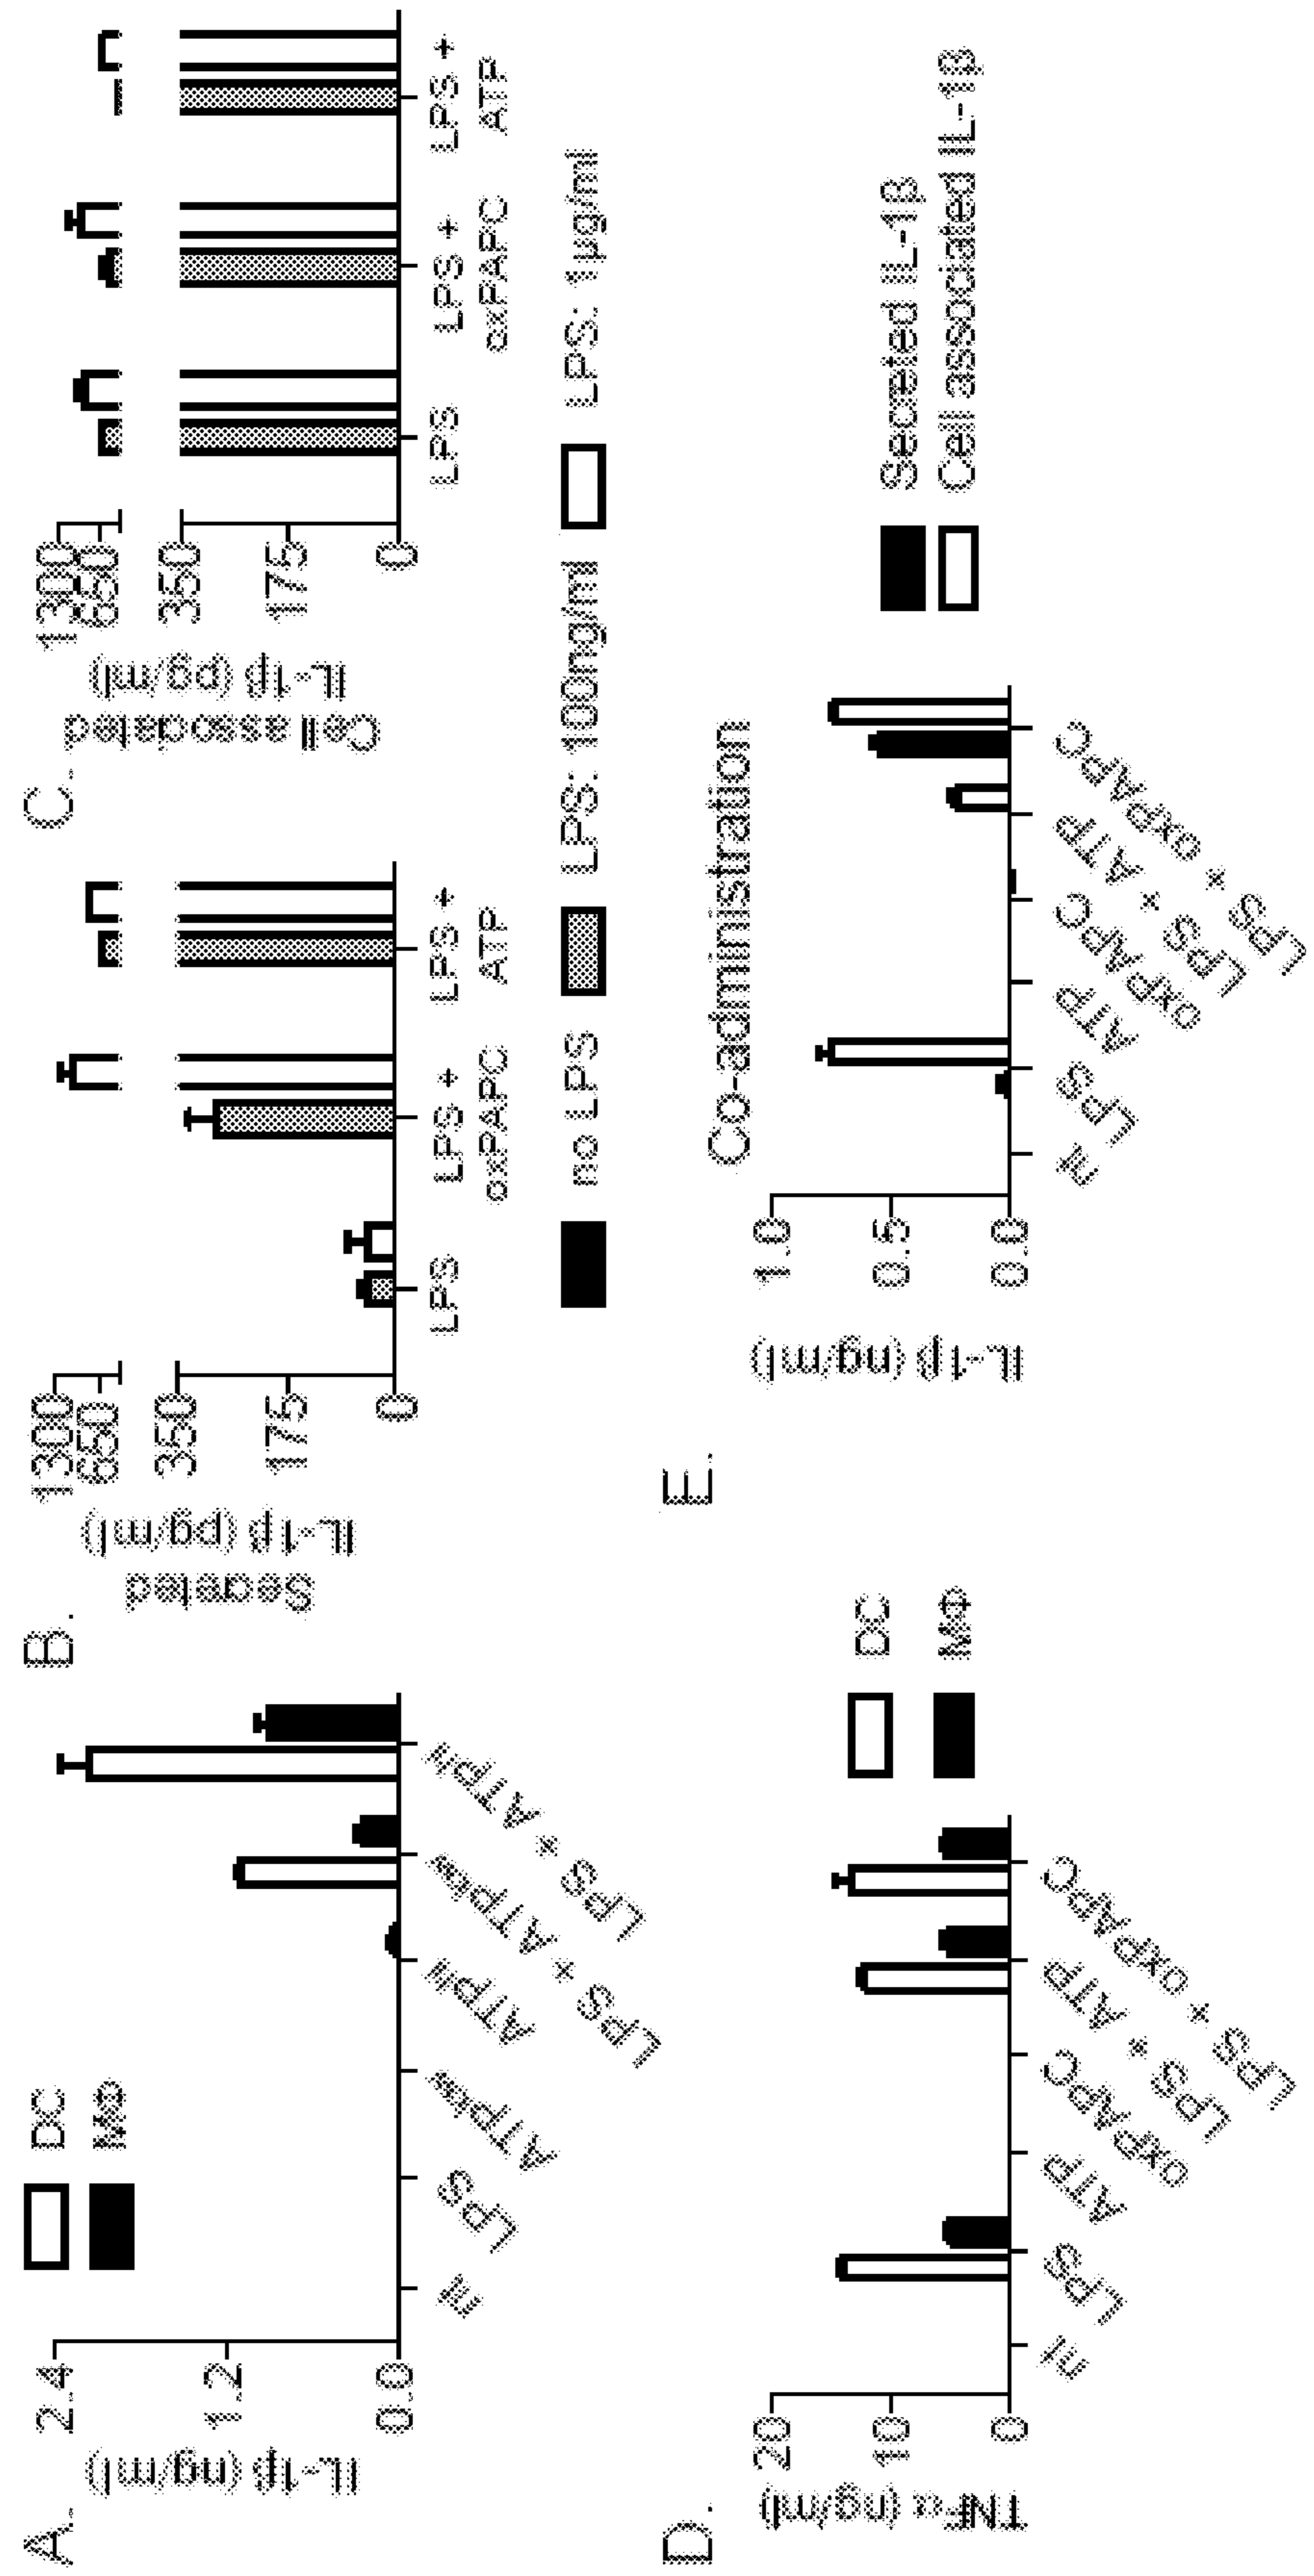 A.
IL-1β (ng/ml)
2.4
1.2
0.0
DC
MΦ
nt
LPS
ATPlis
ATPlii
LPS + ATPlis
LPS + ATPlii
B.
Secreted
IL-1β (pg/ml)
1300
650
350
175
0
LPS
LPS +
oxPAPC
LPS +
ATP
C.
Cell assocated
IL-1β (pg/ml)
1300
650
350
175
0
LPS
LPS +
oxPAPC
LPS +
ATP
no LPS
LPS: 100ng/ml
LPS: 1μg/ml
D.
TNFα (ng/ml)
20
10
0
nt
LPS
ATP
oxPAPC
LPS + ATP
LPS + oxPAPC
DC
MΦ
E.
Co-administration
IL-1β (ng/ml)
1.0
0.5
0.0
nt
LPS
ATP
oxPAPC
LPS + ATP
LPS + oxPAPC
Secreted IL-1β
Cell associated IL-1β